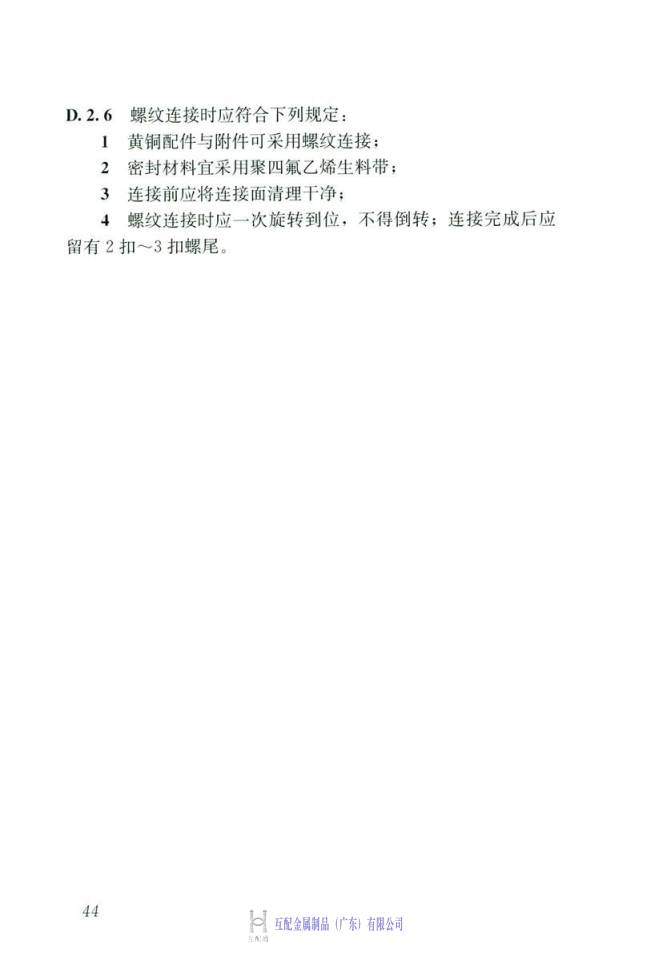 D. 2. 6 螺纹连接时应符合下列规定：
1 黄铜配件与附件可采用螺纹连接；
2 密封材料宜采用聚四氟乙烯生料带；
3 连接前应将连接面清理干净；
4 螺纹连接时应一次旋转到位，不得倒转；连接完成后应
留有 2 扣～3 扣螺尾。
44
互配金属制品（广东）有限公司
互配通